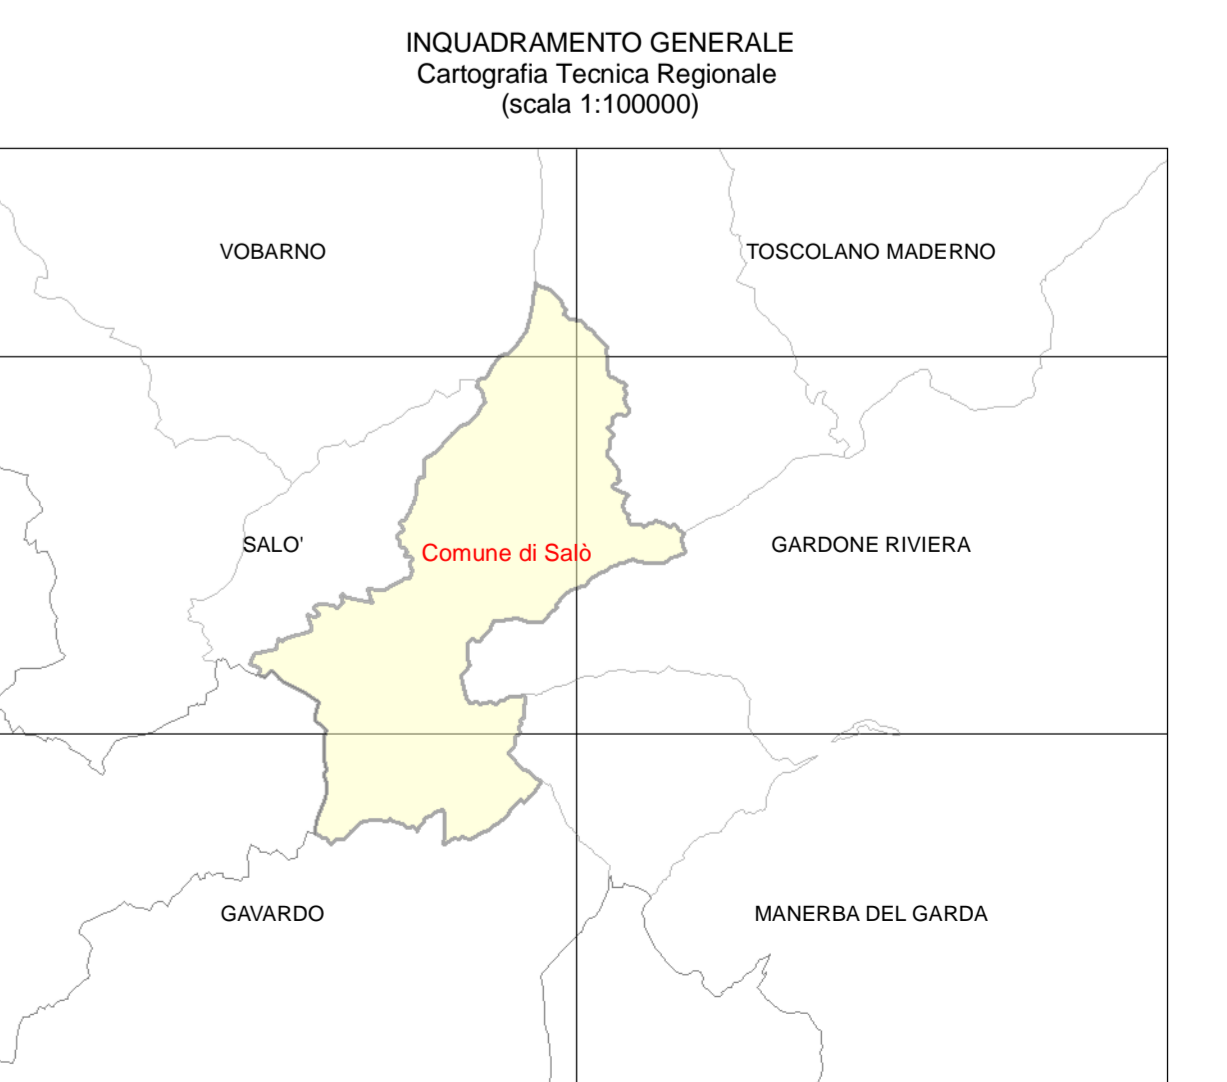 INQUADRAMENTO GENERALE
Cartografia Tecnica Regionale
(scala 1:100000)
VOBARNO
TOSCOLANO MADERNO
SALO'
Comune di Salò
GARDONE RIVIERA
GAVARDO
MANERBA DEL GARDA